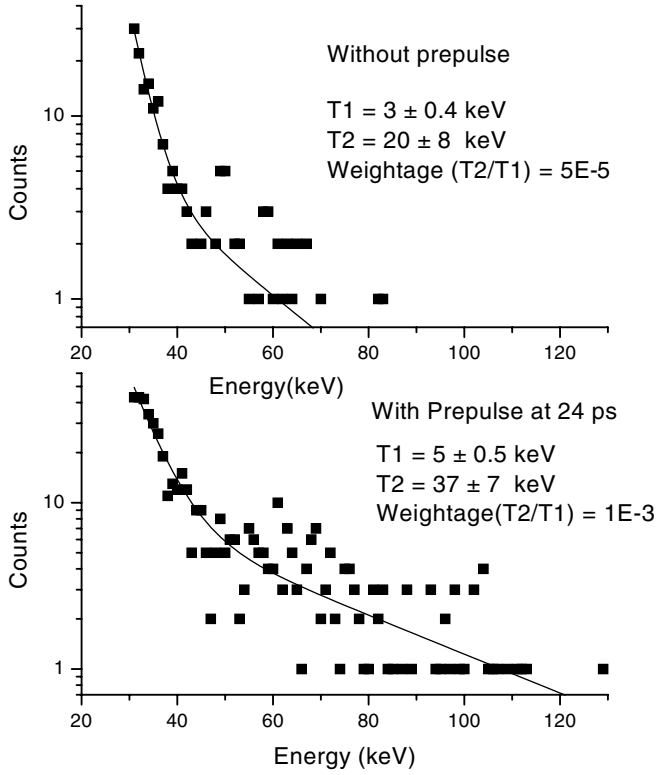 Without prepulse
T1 = 3 ± 0.4 keV
T2 = 20 ± 8 keV
Weightage (T2/T1) = 5E-5
10
1
Counts
20 40 60 80 100 120
Energy(keV)
With Prepulse at 24 ps
T1 = 5 ± 0.5 keV
T2 = 37 ± 7 keV
Weightage(T2/T1) = 1E-3
10
1
Counts
20 40 60 80 100 120
Energy (keV)